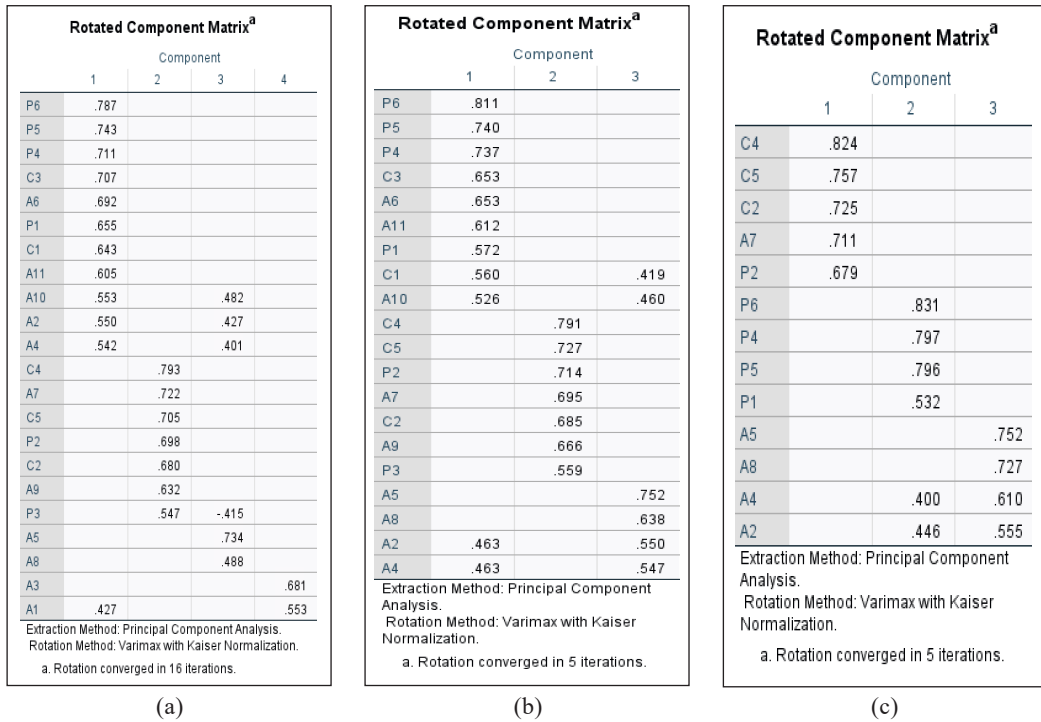 Rotated Component Matrixa
Component
1 2 3 4
P6 .787
P5 .743
P4 .711
C3 .707
A6 .692
P1 .655
C1 .643
A11 .605
A10 .553 .482
A2 .550 .427
A4 .542 .401
C4 .793
A7 .722
C5 .705
P2 .698
C2 .680
A9 .632
P3 .547 -.415
A5 .734
A8 .488
A3 .681
A1 .427 .553
Extraction Method: Principal Component Analysis.
Rotation Method: Varimax with Kaiser Normalization.
a. Rotation converged in 16 iterations.
(a)
Rotated Component Matrixa
Component
1 2 3
P6 .811
P5 .740
P4 .737
C3 .653
A6 .653
A11 .612
P1 .572
C1 .560 .419
A10 .526 .460
C4 .791
C5 .727
P2 .714
A7 .695
C2 .685
A9 .666
P3 .559
A5 .752
A8 .638
A2 .463 .550
A4 .463 .547
Extraction Method: Principal Component
Analysis.
Rotation Method: Varimax with Kaiser
Normalization.
a. Rotation converged in 5 iterations.
(b)
Rotated Component Matrixa
Component
1 2 3
C4 .824
C5 .757
C2 .725
A7 .711
P2 .679
P6 .831
P4 .797
P5 .796
P1 .532
A5 .752
A8 .727
A4 .400 .610
A2 .446 .555
Extraction Method: Principal Component
Analysis.
Rotation Method: Varimax with Kaiser
Normalization.
a. Rotation converged in 5 iterations.
(c)